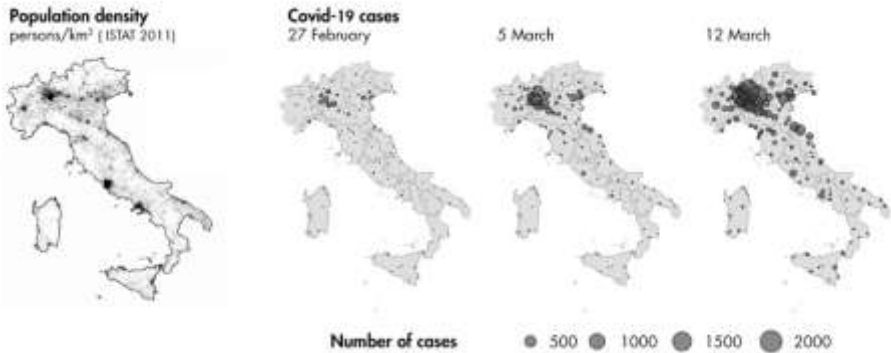 Population density
persons/km² ( ISTAT 2011)
Covid-19 cases
27 February
5 March
12 March
Number of cases
500
1000
1500
2000